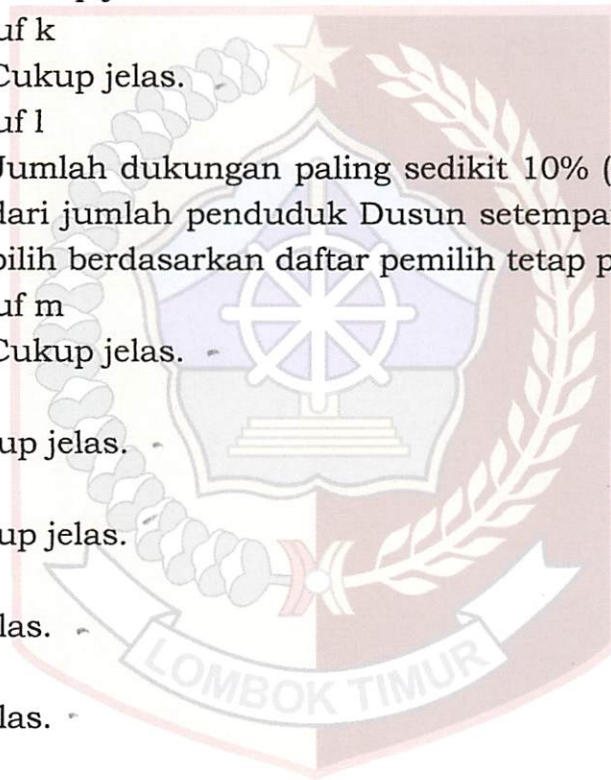 uf k
Cukup jelas.
uf l
Jumlah dukungan paling sedikit 10% (
dari jumlah penduduk Dusun setempa
pilih berdasarkan daftar pemilih tetap p
uf m
Cukup jelas.
up jelas.
up jelas.
las.
LOMBOK TIMUR
las.